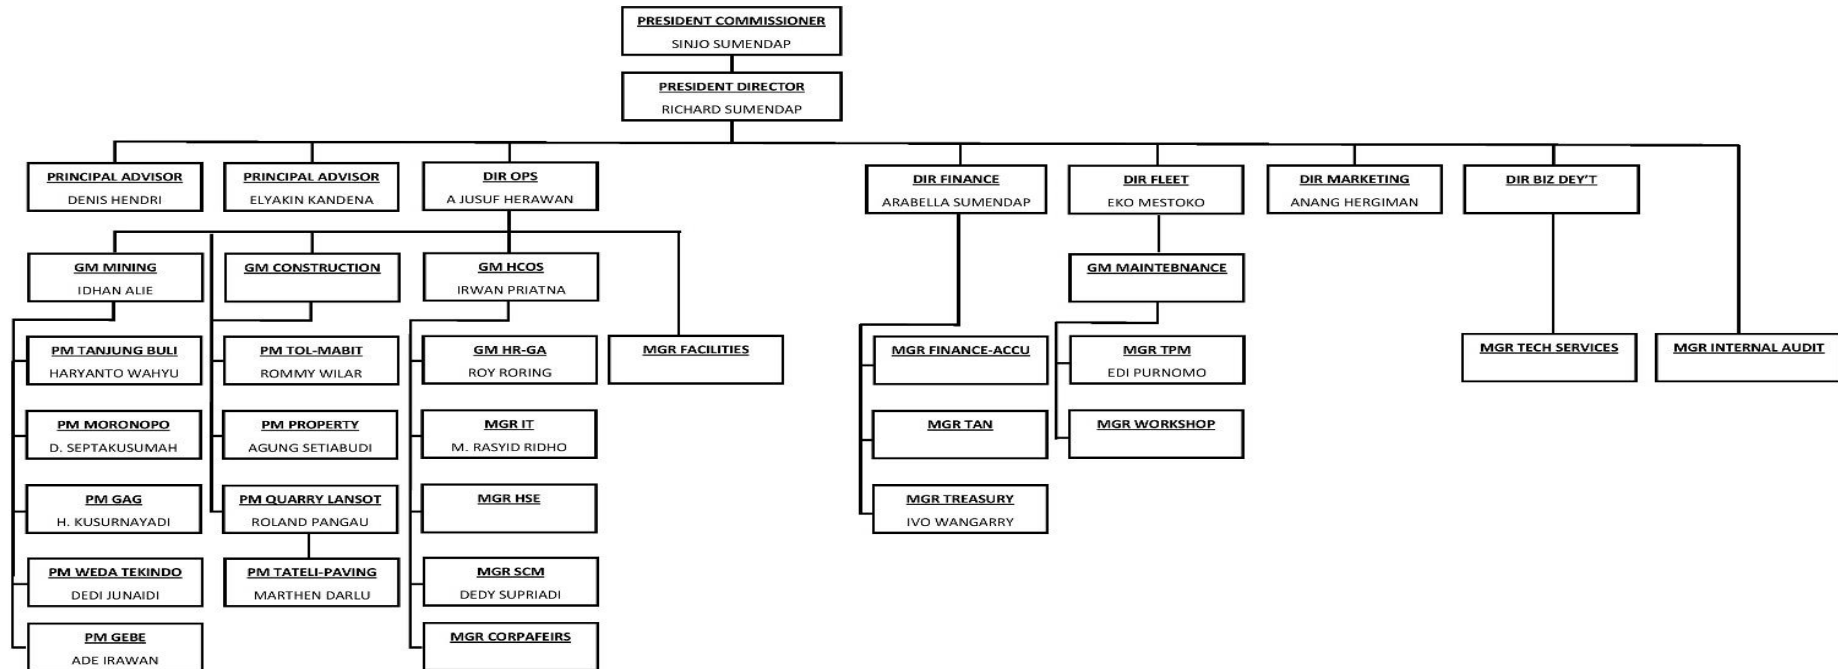 PRESIDENT COMMISSIONER
SINJO SUMENDAP
PRESIDENT DIRECTOR
RICHARD SUMENDAP
PRINCIPAL ADVISOR
DENIS HENDRI
PRINCIPAL ADVISOR
ELYAKIN KANDENA
DIR OPS
A JUSUF HERAWAN
DIR FINANCE
ARABELLA SUMENDAP
DIR FLEET
EKO MESTOKO
DIR MARKETING
ANANG HERGIMAN
DIR BIZ DEY'T
GM MINING
IDHAN ALIE
GM CONSTRUCTION
GM HCOS
IRWAN PRIATNA
GM MAINTEBNANCE
PM TANJUNG BULI
HARYANTO WAHYU
PM TOL-MABIT
ROMMY WILAR
GM HR-GA
ROY RORING
MGR FACILITIES
MGR FINANCE-ACCU
MGR TPM
EDI PURNOMO
MGR TECH SERVICES
MGR INTERNAL AUDIT
PM MORONOPO
D. SEPTAKUSUMAH
PM PROPERTY
AGUNG SETIABUDI
MGR IT
M. RASYID RIDHO
MGR TAN
MGR WORKSHOP
PM GAG
H. KUSURNAYADI
PM QUARRY LANSOT
ROLAND PANGAU
MGR HSE
MGR TREASURY
IVO WANGARRY
PM WEDA TEKINDO
DEDI JUNAIDI
PM TATELI-PAVING
MARTHEN DARLU
MGR SCM
DEDY SUPRIADI
PM GEBE
ADE IRAWAN
MGR CORPAFEIRS